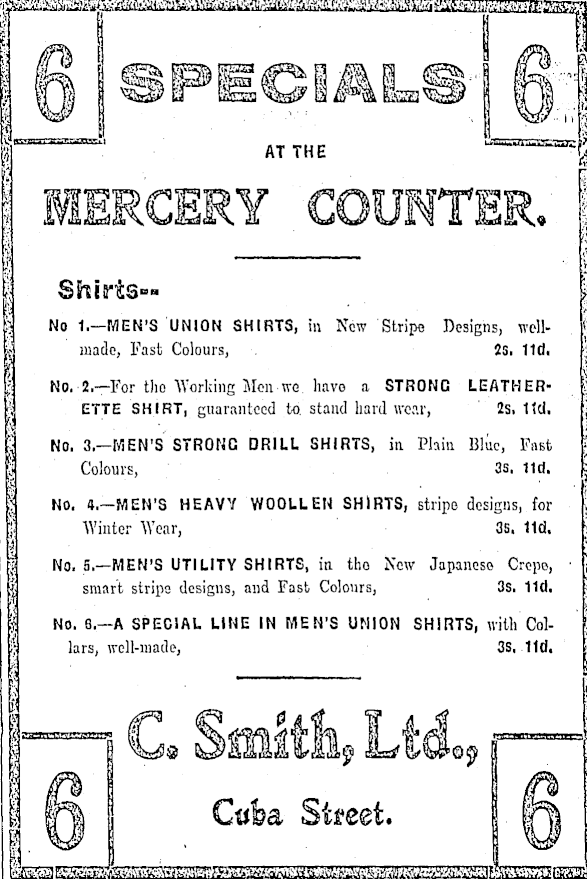 6 SPECIALS 6
AT THE
MERCERY COUNTER.
Shirts--
No 1.—MEN'S UNION SHIRTS, in New Stripe Designs, well-
made, Fast Colours, 2s. 11d.
No. 2.—For the Working Men we have a STRONG LEATHER-
ETTE SHIRT, guaranteed to stand hard wear, 2s. 11d.
No. 3.—MEN'S STRONG DRILL SHIRTS, in Plain Blue, Fast
Colours, 3s. 11d.
No. 4.—MEN'S HEAVY WOOLLEN SHIRTS, stripe designs, for
Winter Wear, 3s. 11d.
No. 5.—MEN'S UTILITY SHIRTS, in the New Japanese Crepe,
smart stripe designs, and Fast Colours, 3s. 11d.
No. 6.—A SPECIAL LINE IN MEN'S UNION SHIRTS, with Col-
lars, well-made, 3s. 11d.
C. Smith, Ltd.,
6 Cuba Street. 6